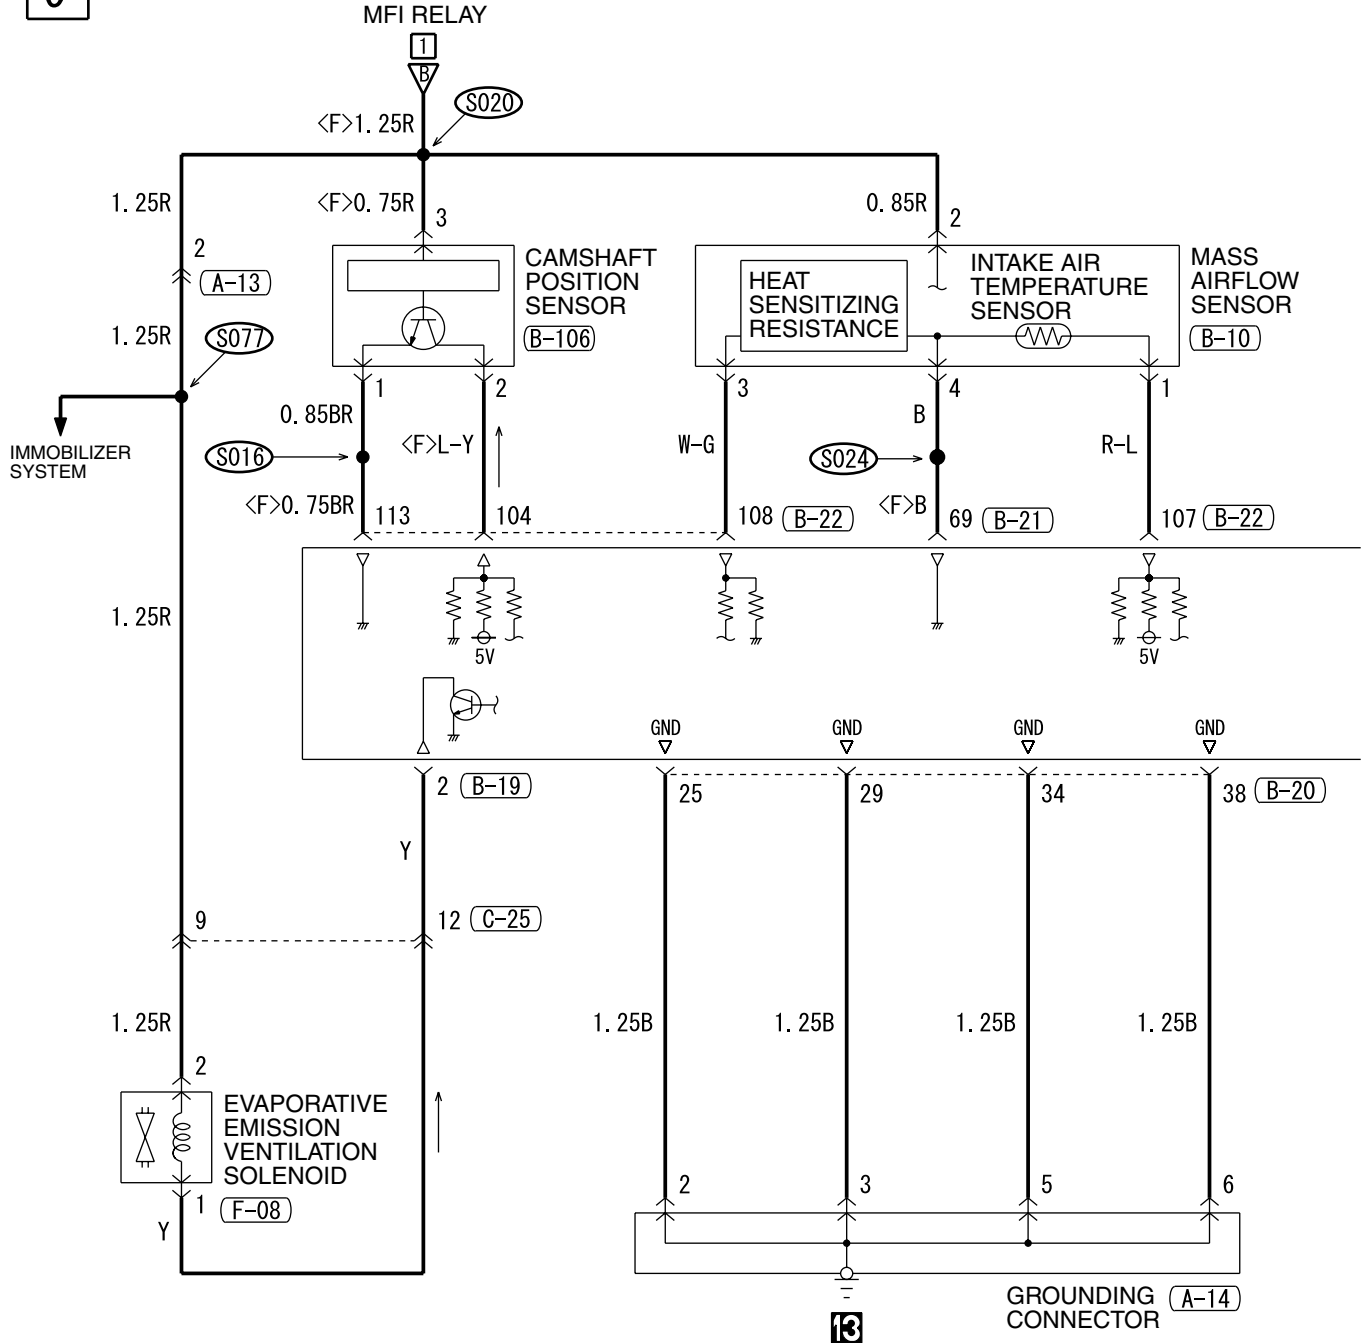 MFI RELAY
1
B
S020
<F>1.25R
1.25R
<F>0.75R
3
0.85R
2
2
A-13
CAMSHAFT
POSITION
SENSOR
B-106
HEAT
SENSITIZING
RESISTANCE
INTAKE AIR
TEMPERATURE
SENSOR
MASS
AIRFLOW
SENSOR
B-10
1.25R
S077
1
2
3
4
1
0.85BR
<F>L-Y
W-G
B
R-L
IMMOBILIZER
SYSTEM
S016
S024
<F>0.75BR
113
104
108
B-22
<F>B
69
B-21
107
B-22
1.25R
5V
5V
GND
GND
GND
GND
2
B-19
25
29
34
38
B-20
Y
9
12
C-25
1.25R
1.25B
1.25B
1.25B
1.25B
2
EVAPORATIVE
EMISSION
VENTILATION
SOLENOID
1
F-08
Y
2
3
5
6
GROUNDING
CONNECTOR
A-14
13